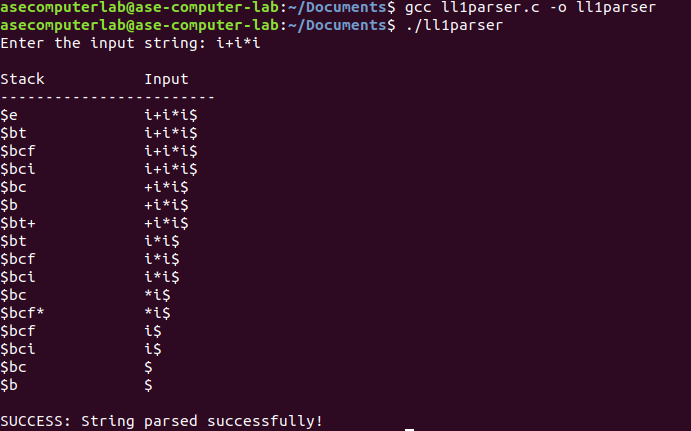 asecomputerlab@ase-computer-lab:~/Documents$ gcc ll1parser.c -o ll1parser
asecomputerlab@ase-computer-lab:~/Documents$ ./ll1parser
Enter the input string: i+i*i
Stack Input
------------------------
$e i+i*i$
$bt i+i*i$
$bcf i+i*i$
$bci i+i*i$
$bc +i*i$
$b +i*i$
$bt+ +i*i$
$bt i*i$
$bcf i*i$
$bci i*i$
$bc *i$
$bcf* *i$
$bcf i$
$bci i$
$bc $
$b $
SUCCESS: String parsed successfully!